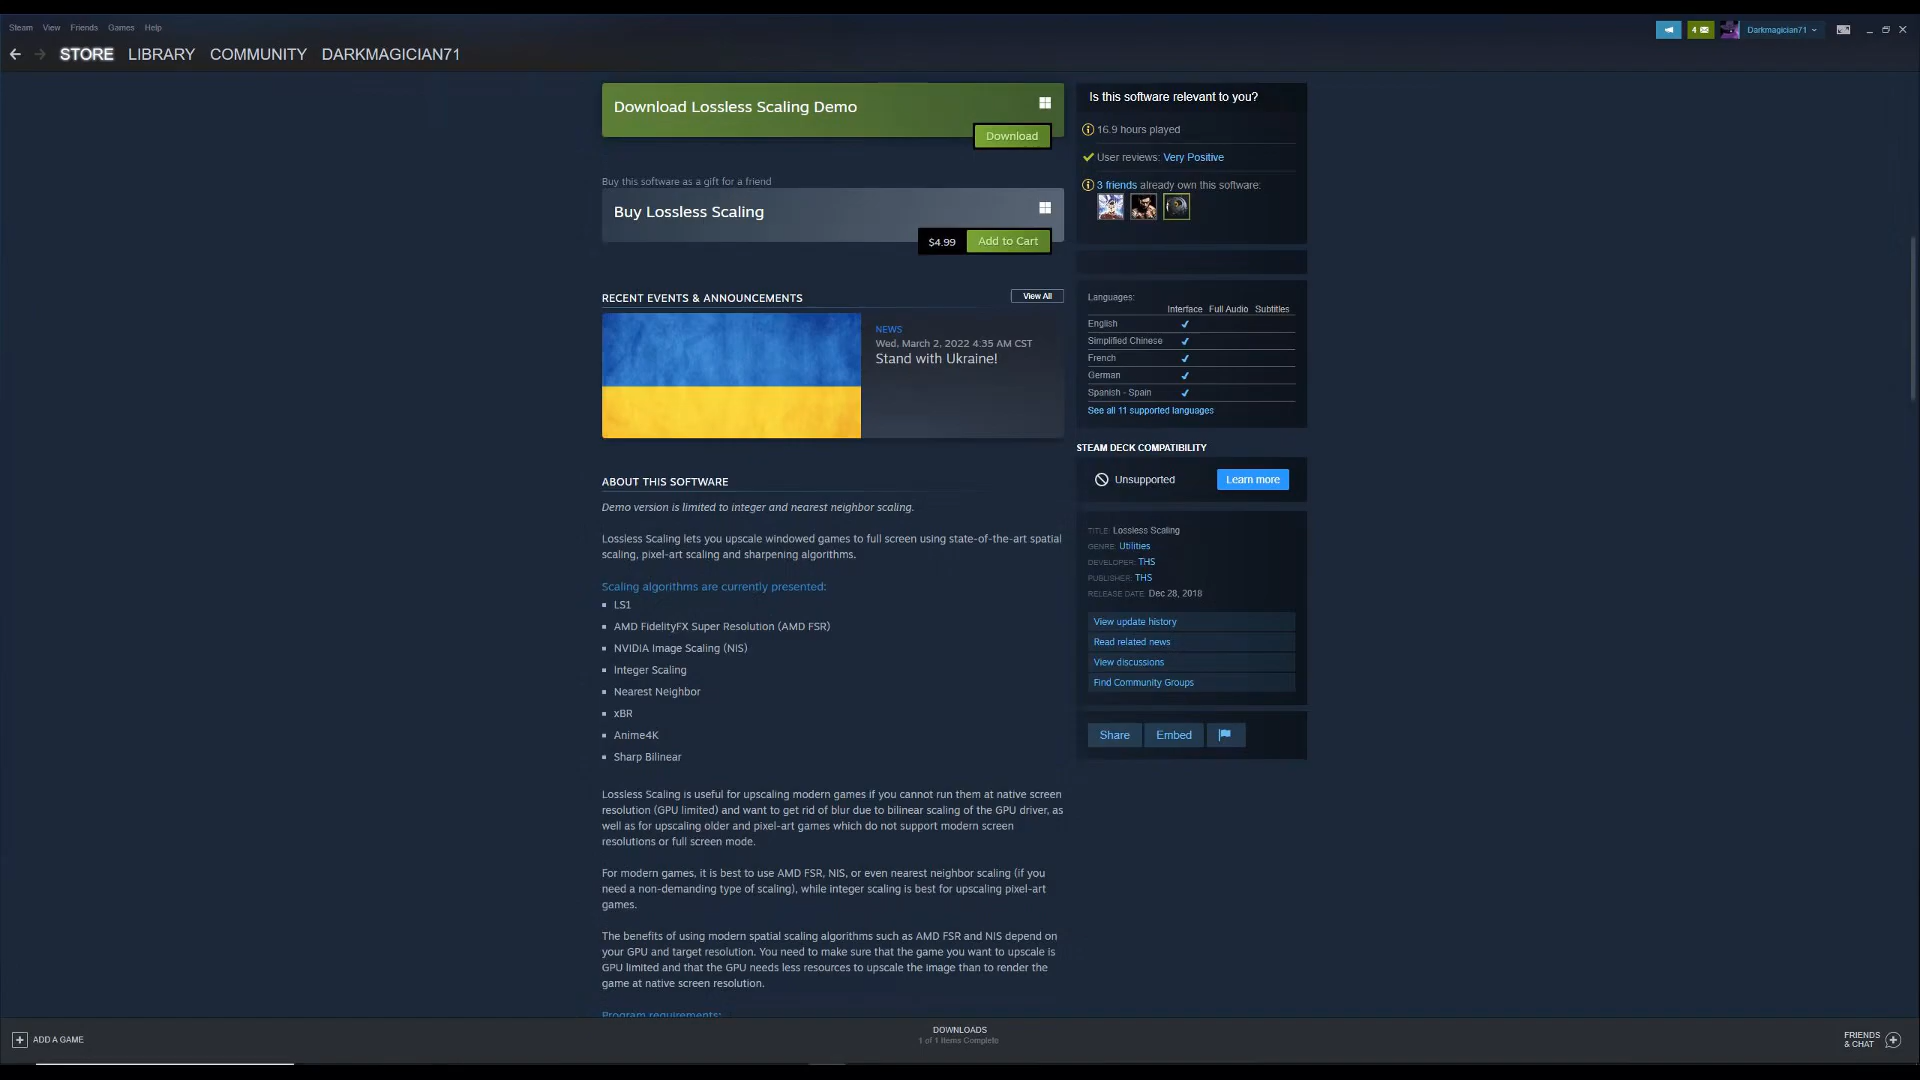 Steam View Friends Games Help
4
Darkmagician71
STORE LIBRARY COMMUNITY DARKMAGICIAN71
Download Lossless Scaling Demo
Download
Buy this software as a gift for a friend
Buy Lossless Scaling
$4.99 Add to Cart
RECENT EVENTS & ANNOUNCEMENTS
View All
NEWS
Wed, March 2, 2022 4:35 AM CST
Stand with Ukraine!
ABOUT THIS SOFTWARE
Demo version is limited to integer and nearest neighbor scaling.
Lossless Scaling lets you upscale windowed games to full screen using state-of-the-art spatial
scaling, pixel-art scaling and sharpening algorithms.
Scaling algorithms are currently presented:
LS1
AMD FidelityFX Super Resolution (AMD FSR)
NVIDIA Image Scaling (NIS)
Integer Scaling
Nearest Neighbor
xBR
Anime4K
Sharp Bilinear
Lossless Scaling is useful for upscaling modern games if you cannot run them at native screen
resolution (GPU limited) and want to get rid of blur due to bilinear scaling of the GPU driver, as
well as for upscaling older and pixel-art games which do not support modern screen
resolutions or full screen mode.
For modern games, it is best to use AMD FSR, NIS, or even nearest neighbor scaling (if you
need a non-demanding type of scaling), while integer scaling is best for upscaling pixel-art
games.
The benefits of using modern spatial scaling algorithms such as AMD FSR and NIS depend on
your GPU and target resolution. You need to make sure that the game you want to upscale is
GPU limited and that the GPU needs less resources to upscale the image than to render the
game at native screen resolution.
Program requirements:
Is this software relevant to you?
16.9 hours played
User reviews: Very Positive
3 friends already own this software:
Languages:
Interface Full Audio Subtitles
English
Simplified Chinese
French
German
Spanish - Spain
See all 11 supported languages
STEAM DECK COMPATIBILITY
Unsupported
Learn more
TITLE: Lossless Scaling
GENRE: Utilities
DEVELOPER: THS
PUBLISHER: THS
RELEASE DATE: Dec 28, 2018
View update history
Read related news
View discussions
Find Community Groups
Share Embed
ADD A GAME
DOWNLOADS
1 of 1 Items Complete
FRIENDS
& CHAT